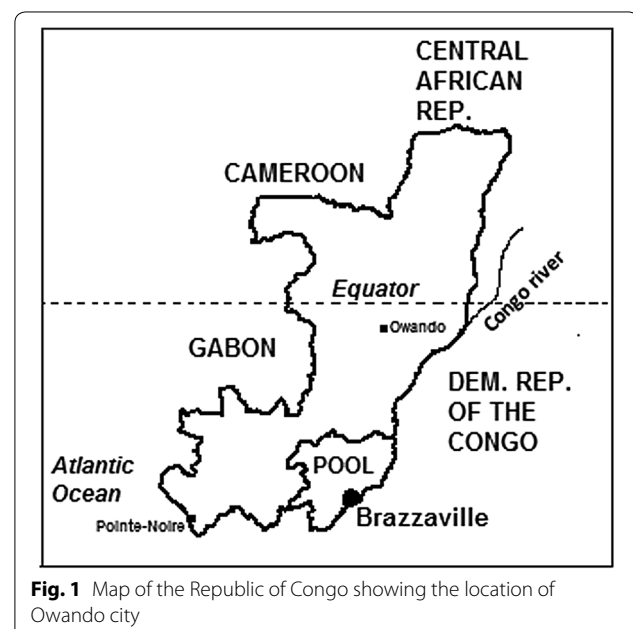 CENTRAL
AFRICAN
REP.
CAMEROON
Equator
Congo river
Owando
GABON
DEM. REP.
OF THE
CONGO
POOL
Atlantic
Ocean
Pointe-Noire
Brazzaville
Fig. 1 Map of the Republic of Congo showing the location of
Owando city